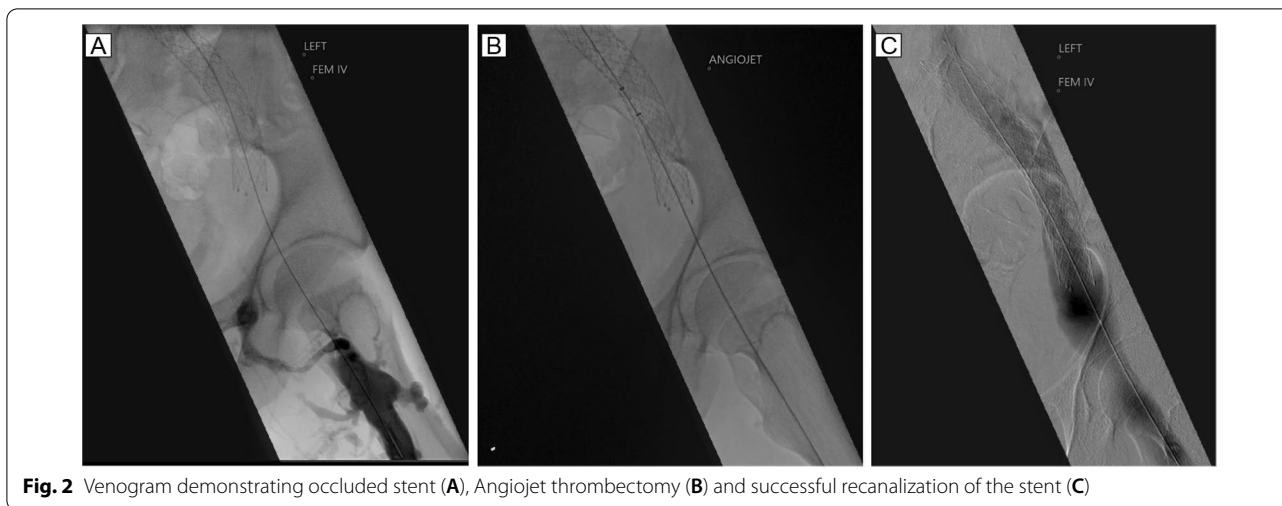 A
LEFT
FEM IV
B
ANGIOJET
C
LEFT
FEM IV
Fig. 2 Venogram demonstrating occluded stent (A), Angiojet thrombectomy (B) and successful recanalization of the stent (C)